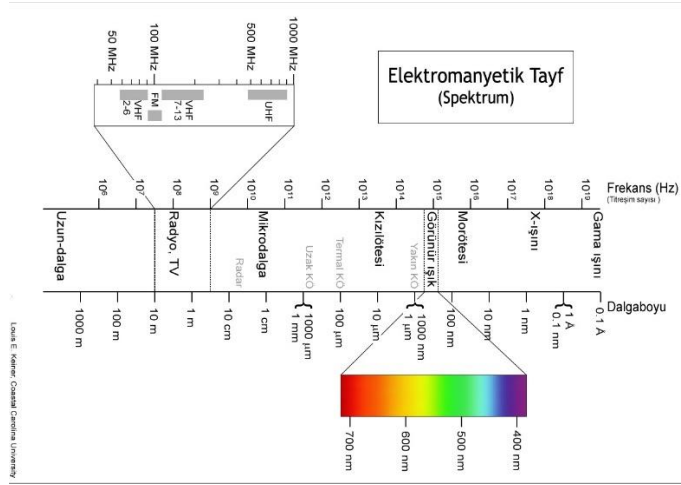 Elektromanyetik Tayf
(Spektrum)
50 MHz
100 MHz
500 MHz
1000 MHz
VHF
2-6
FM
VHF
7-13
UHF
10⁶
10⁷
10⁸
10⁹
10¹⁰
10¹¹
10¹²
10¹³
10¹⁴
10¹⁵
10¹⁶
10¹⁷
10¹⁸
10¹⁹
Frekans (Hz)
(Titreşim sayısı )
Uzun-dalga
Radyo, TV
Mikrodalga
Radar
Kızılötesi
Uzak KÖ
Termal KÖ
Yakın KÖ
Görünür ışık
Morötesi
X-ışını
Gama ışını
Dalgaboyu
1000 m
100 m
10 m
1 m
10 cm
1 cm
1000 µm
1 mm
100 µm
10 µm
1000 nm
1 µm
100 nm
10 nm
1 nm
1 Å
0.1 nm
0.1 Å
700 nm
600 nm
500 nm
400 nm
Louis E. Keiner, Coastal Carolina University